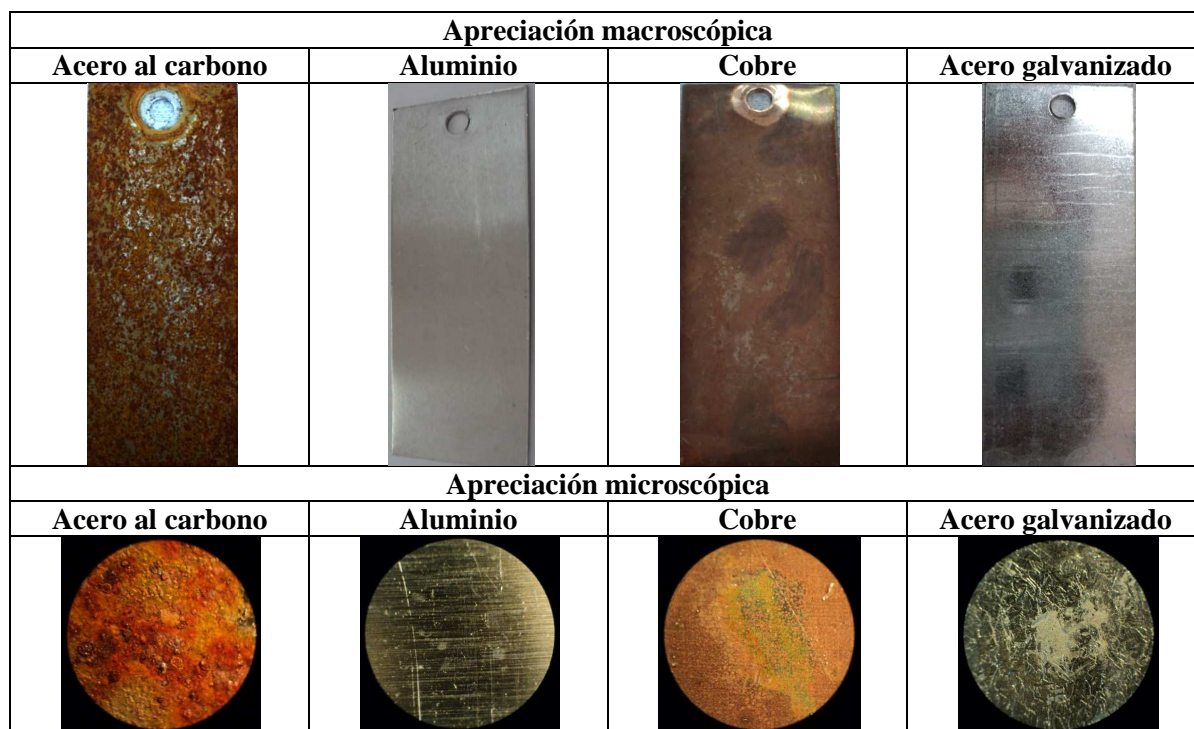 Apreciación macroscópica
Acero al carbono Aluminio Cobre Acero galvanizado
Apreciación microscópica
Acero al carbono Aluminio Cobre Acero galvanizado